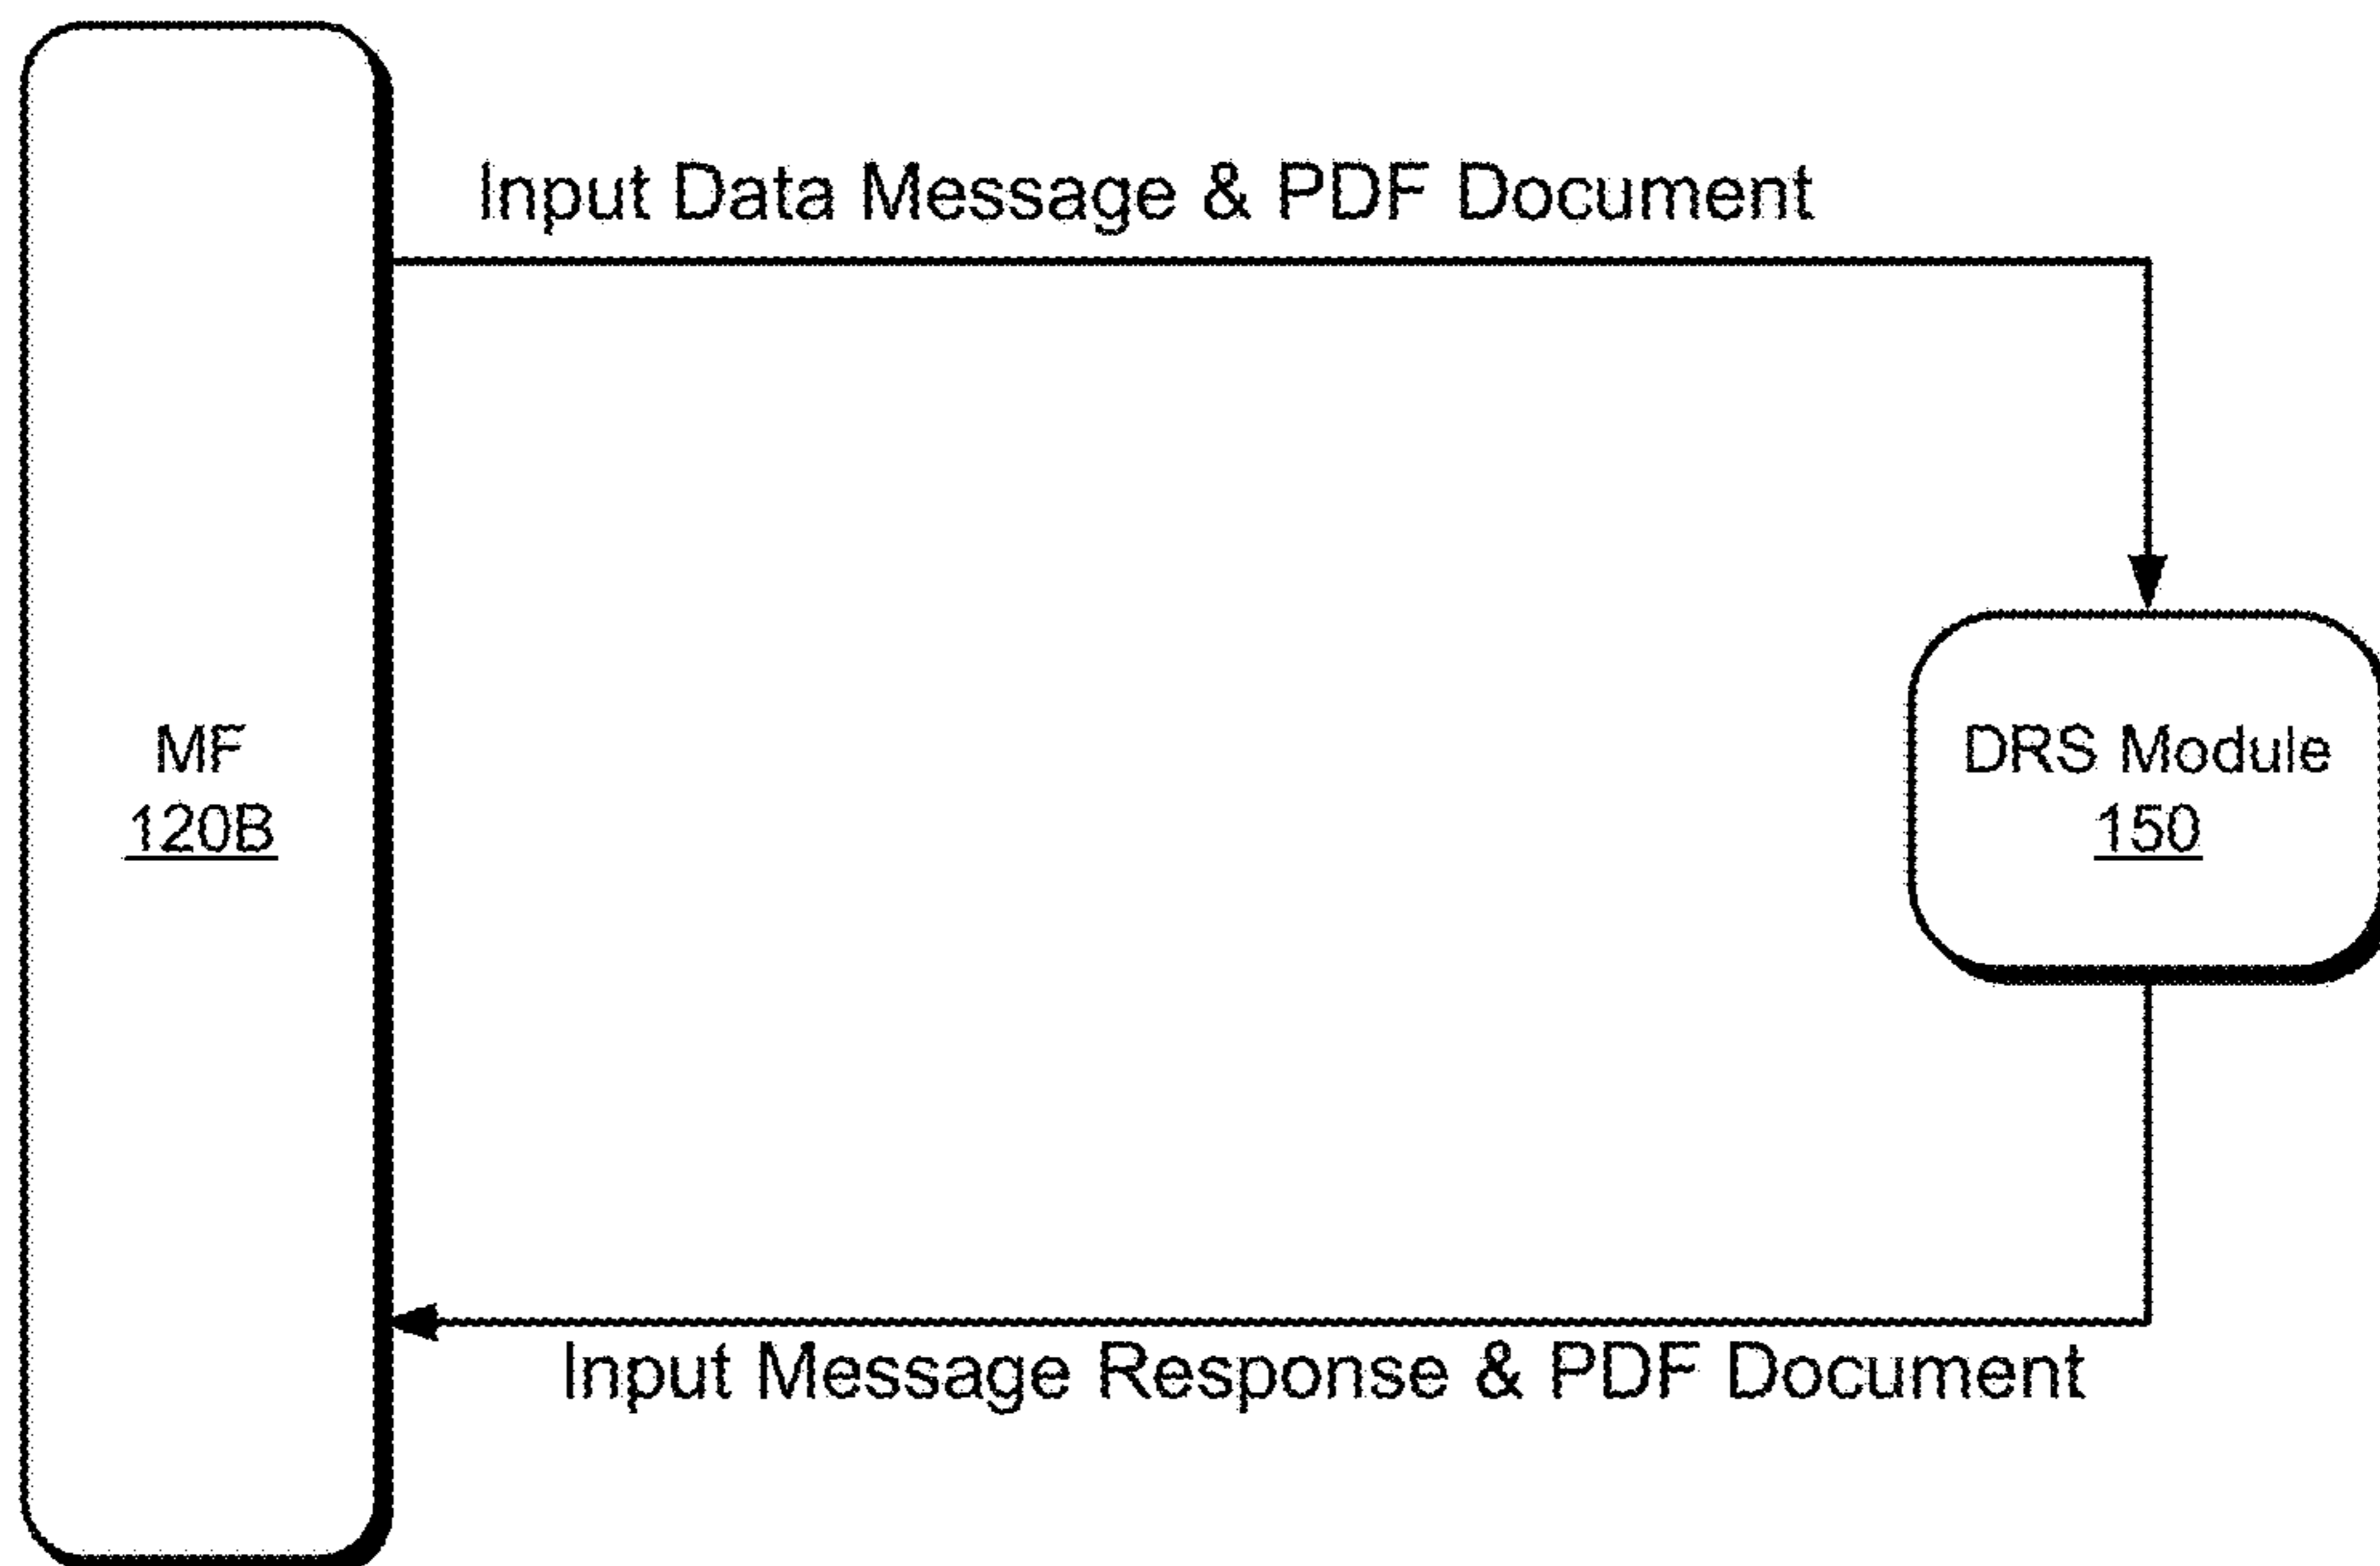 Input Data Message & PDF Document
MF
120B
DRS Module
150
Input Message Response & PDF Document